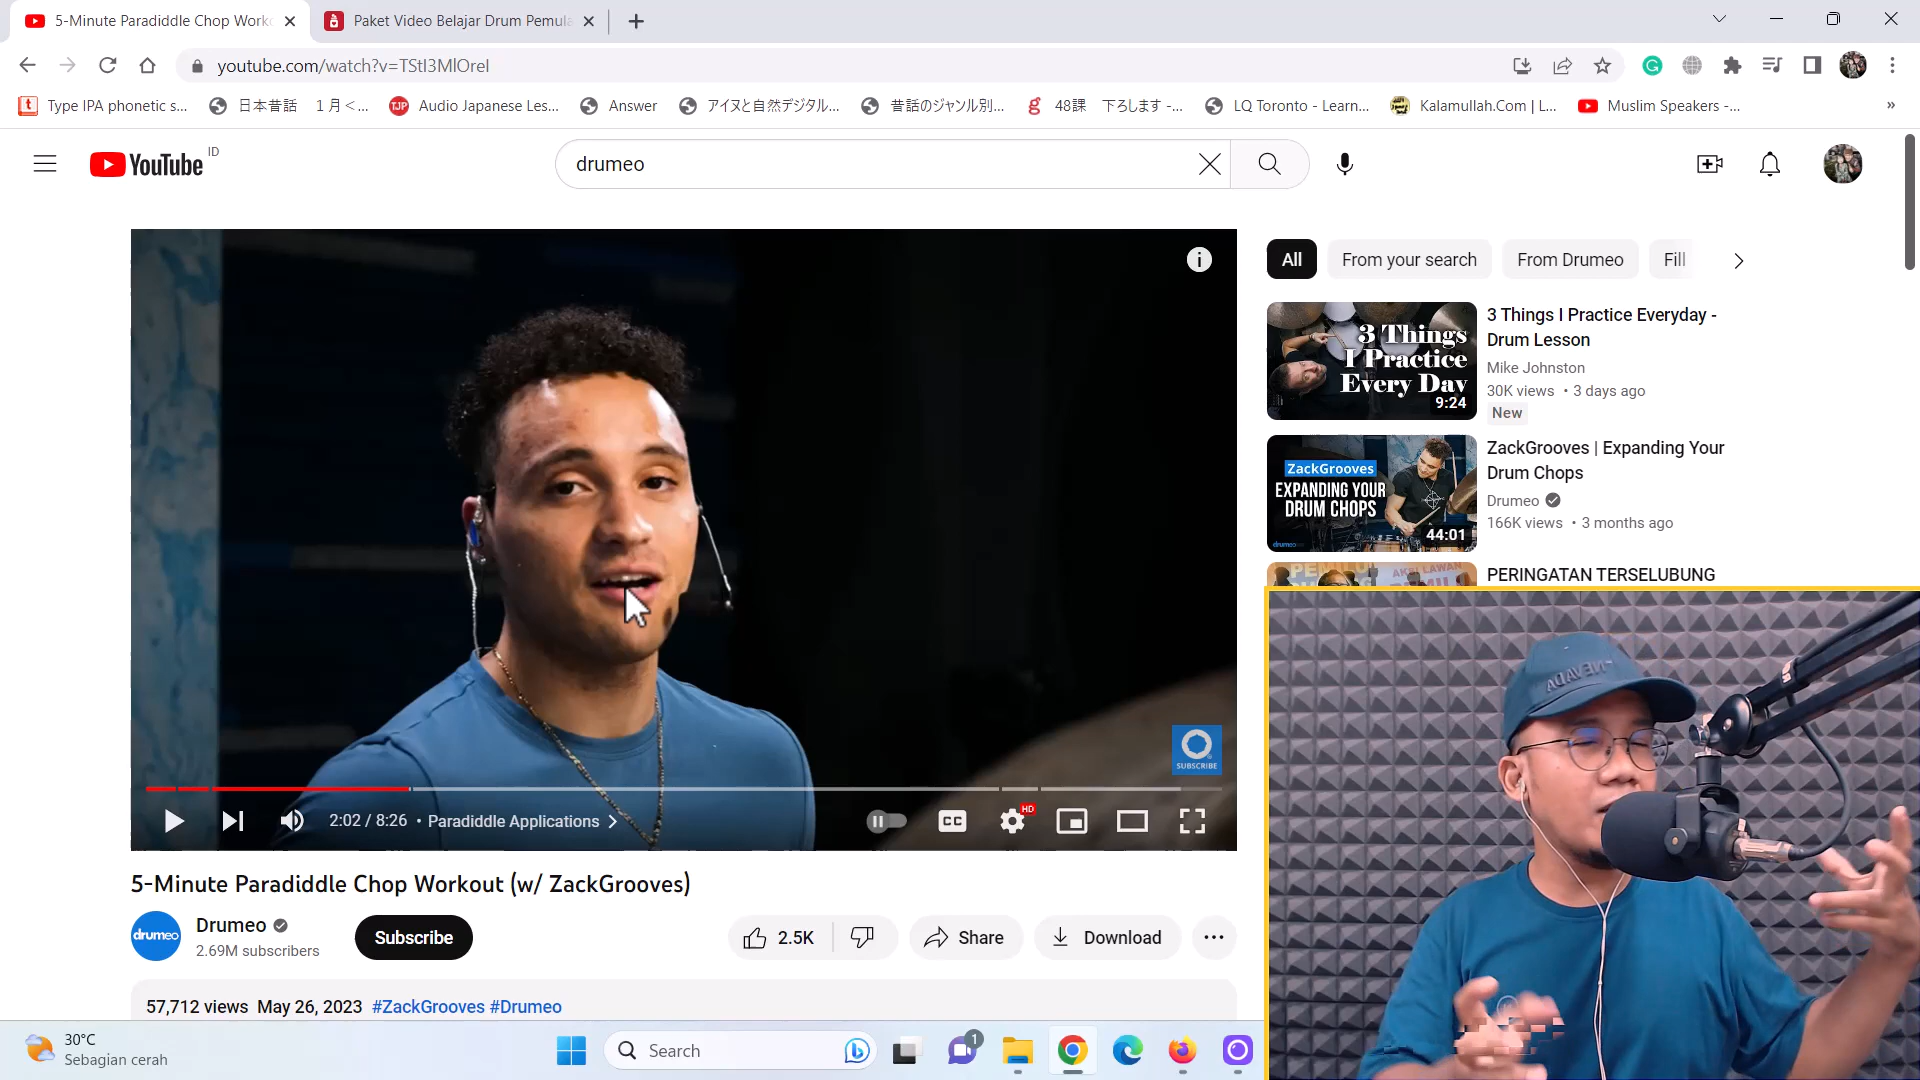 5-Minute Paradiddle Chop Work
Paket Video Belajar Drum Pemula
youtube.com/watch?v=TStI3MlOreI
Type IPA phonetic s...
日本昔話　1月＜...
Audio Japanese Les...
Answer
アイヌと自然デジタル...
昔話のジャンル別...
48課　下ろします -...
LQ Toronto - Learn...
Kalamullah.Com | L...
Muslim Speakers -...
»
YouTube ID
drumeo
All
From your search
From Drumeo
Fill
3 Things
I Practice
Every Day
9:24
3 Things I Practice Everyday -
Drum Lesson
Mike Johnston
30K views • 3 days ago
New
ZackGrooves
EXPANDING YOUR
DRUM CHOPS
drumeo
44:01
ZackGrooves | Expanding Your
Drum Chops
Drumeo
166K views • 3 months ago
PERINGATAN TERSELUBUNG
SUBSCRIBE
2:02 / 8:26 • Paradiddle Applications
CC
HD
5-Minute Paradiddle Chop Workout (w/ ZackGrooves)
drumeo
Drumeo
2.69M subscribers
Subscribe
2.5K
Share
Download
57,712 views May 26, 2023 #ZackGrooves #Drumeo
NEVADA
30°C
Sebagian cerah
Search
1